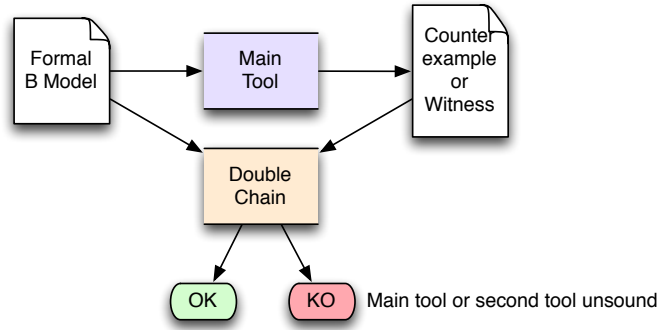 Formal
B Model
Main
Tool
Counter
example
or
Witness
Double
Chain
OK
KO
Main tool or second tool unsound